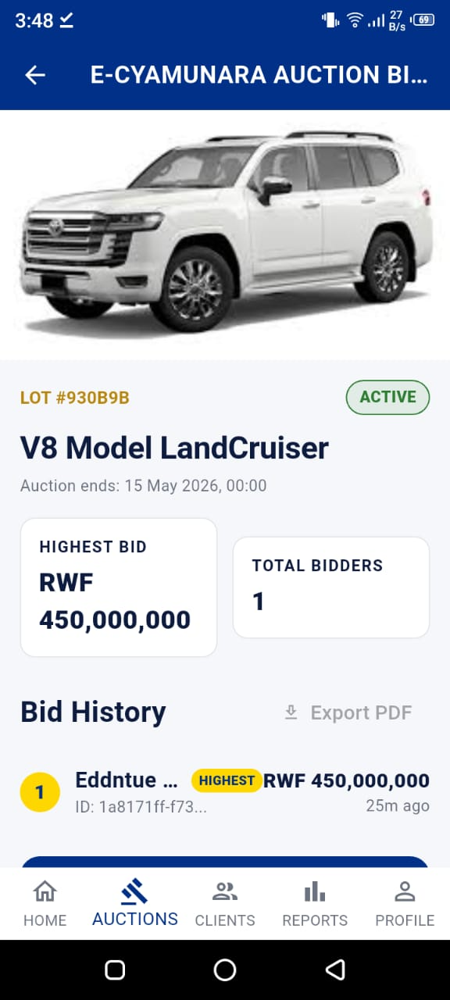 3:48
27
B/s
69
E-CYAMUNARA AUCTION BI...
LOT #930B9B
ACTIVE
V8 Model LandCruiser
Auction ends: 15 May 2026, 00:00
HIGHEST BID
RWF
450,000,000
TOTAL BIDDERS
1
Bid History
Export PDF
1
Eddntue ...
HIGHEST
RWF 450,000,000
ID: 1a8171ff-f73...
25m ago
HOME
AUCTIONS
CLIENTS
REPORTS
PROFILE